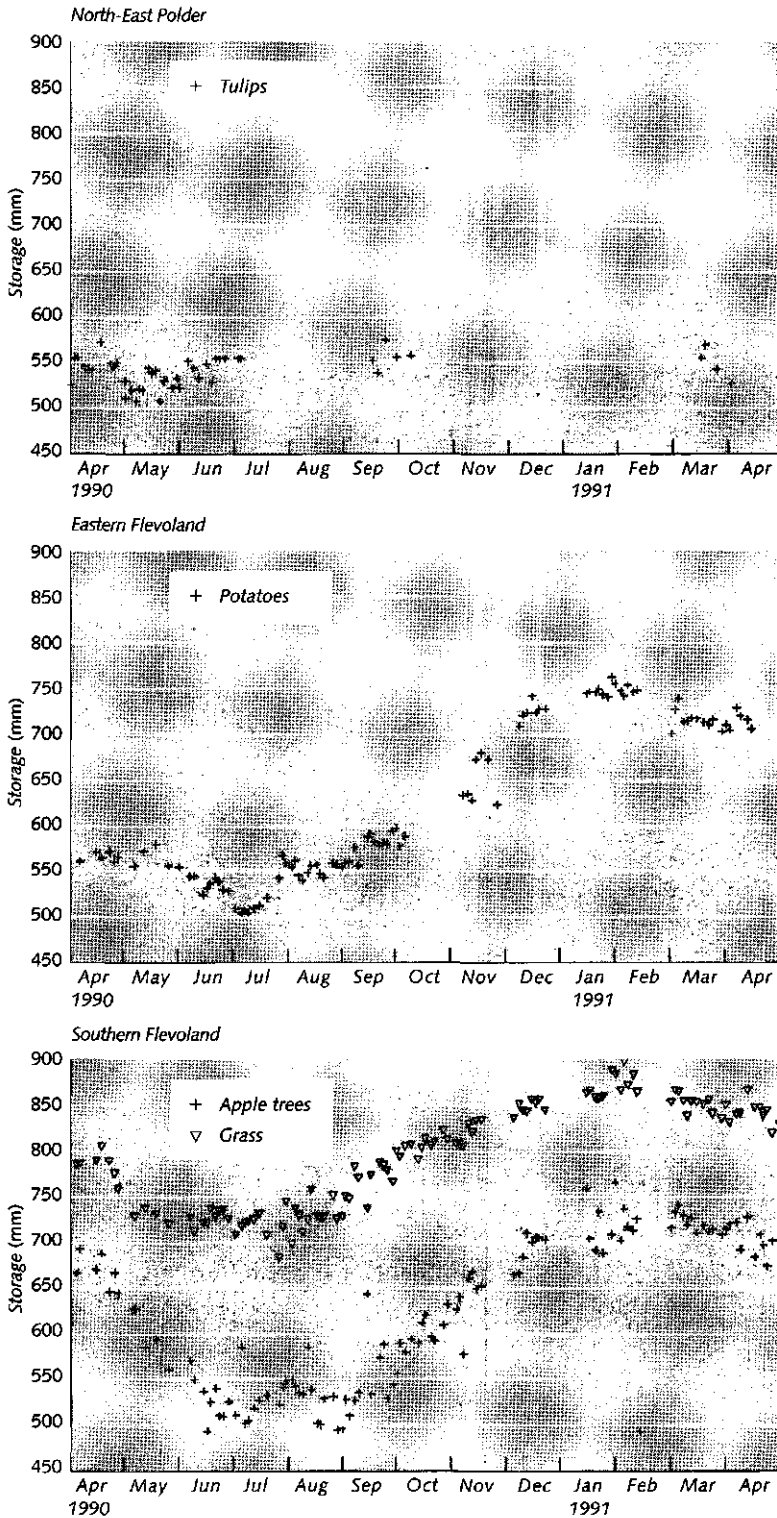 North-East Polder
900
+ Tulips
850
800
750
700
650
600
550
500
450
Storage (mm)
Apr May Jun Jul Aug Sep Oct Nov Dec Jan Feb Mar Apr
1990 1991
Eastern Flevoland
900
+ Potatoes
850
800
750
700
650
600
550
500
450
Storage (mm)
Apr May Jun Jul Aug Sep Oct Nov Dec Jan Feb Mar Apr
1990 1991
Southern Flevoland
900
+ Apple trees
850
▽ Grass
800
750
700
650
600
550
500
450
Storage (mm)
Apr May Jun Jul Aug Sep Oct Nov Dec Jan Feb Mar Apr
1990 1991